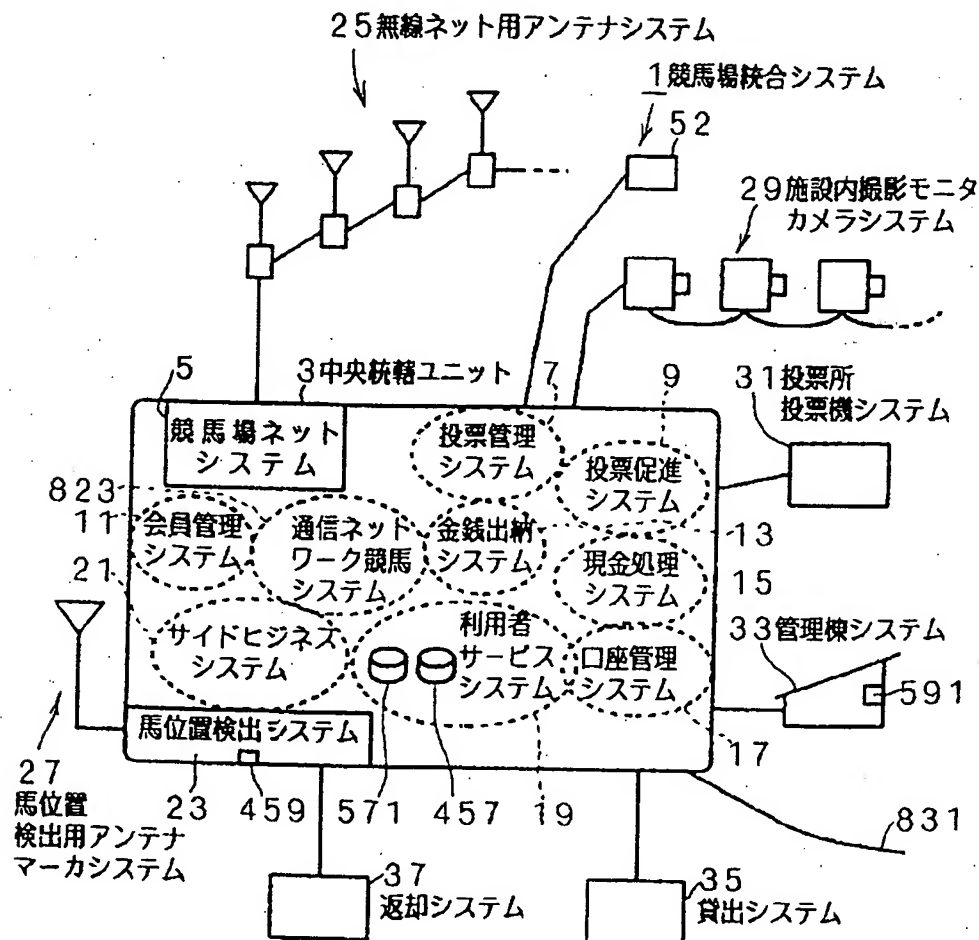 25無線ネット用アンテナシステム
1競馬場統合システム
52
29施設内撮影モニタ
カメラシステム
5
3中央統轄ユニット
7
9
31投票所
投票機システム
競馬場ネット
システム
投票管理
システム
投票促進
システム
823
11
会員管理
システム
通信ネット
ワーク競馬
システム
金銭出納
システム
13
現金処理
システム
15
21
サイドビジネス
システム
利用者
サービス
システム
口座管理
システム
33管理棟システム
591
馬位置検出システム
17
27
馬位置
検出用アンテナ
マーカシステム
23
459
571
457
19
831
37
返却システム
35
貸出システム